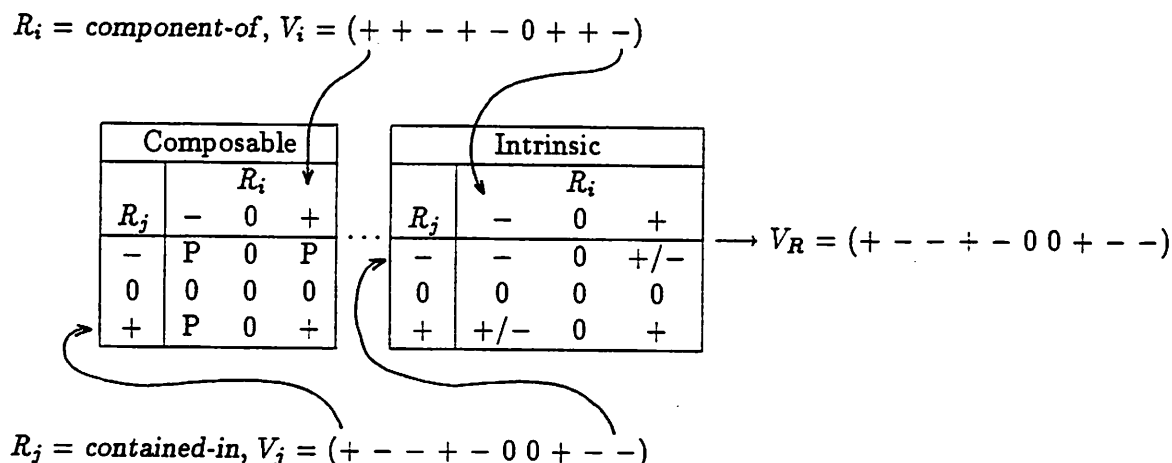 R_i = component-of, V_i = (+ + − + − 0 + + −)
Composable Intrinsic
R_i R_i
R_j − 0 + R_j − 0 +
− P 0 P ... − − 0 +/− → V_R = (+ − − + − 0 0 + − −)
0 0 0 0 0 0 0 0
+ P 0 + + +/− 0 +
R_j = contained-in, V_j = (+ − − + − 0 0 + − −)